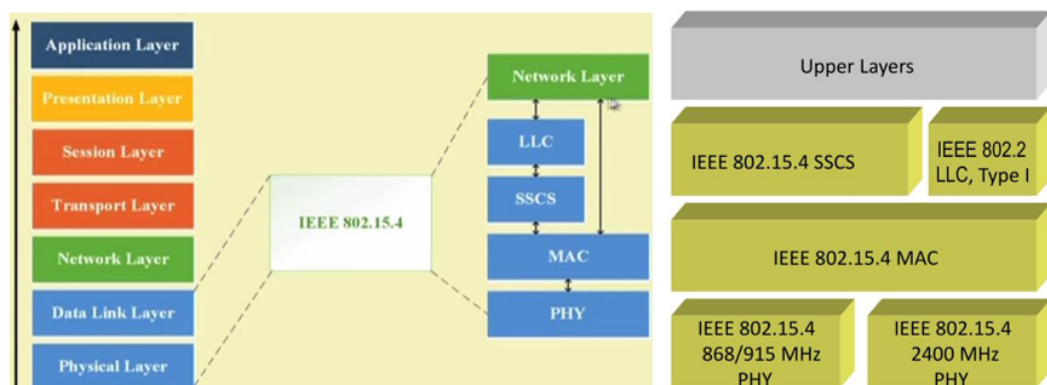 Application Layer
Presentation Layer
Session Layer
Transport Layer
Network Layer
Data Link Layer
Physical Layer
IEEE 802.15.4
Network Layer
LLC
SSCS
MAC
PHY
Upper Layers
IEEE 802.15.4 SSCS
IEEE 802.2
LLC, Type I
IEEE 802.15.4 MAC
IEEE 802.15.4
868/915 MHz
PHY
IEEE 802.15.4
2400 MHz
PHY